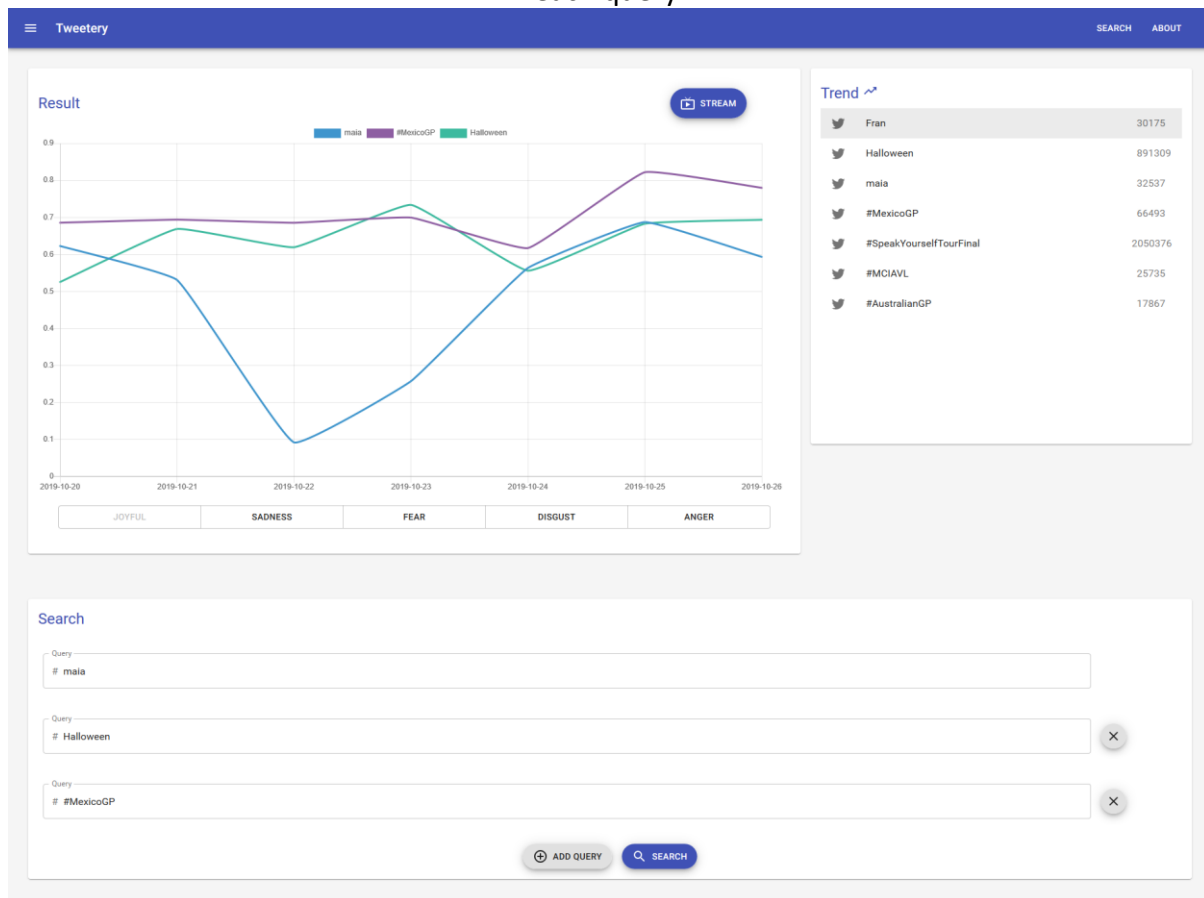 each query
Tweetery
SEARCH ABOUT
Result
STREAM
maia #MexicoGP Halloween
0.9
0.8
0.7
0.6
0.5
0.4
0.3
0.2
0.1
0
2019-10-20 2019-10-21 2019-10-22 2019-10-23 2019-10-24 2019-10-25 2019-10-26
JOYFUL SADNESS FEAR DISGUST ANGER
Trend
Fran 30175
Halloween 891309
maia 32537
#MexicoGP 66493
#SpeakYourselfTourFinal 2050376
#MCIAVL 25735
#AustralianGP 17867
Search
Query
# maia
Query
# Halloween
Query
# #MexicoGP
ADD QUERY SEARCH